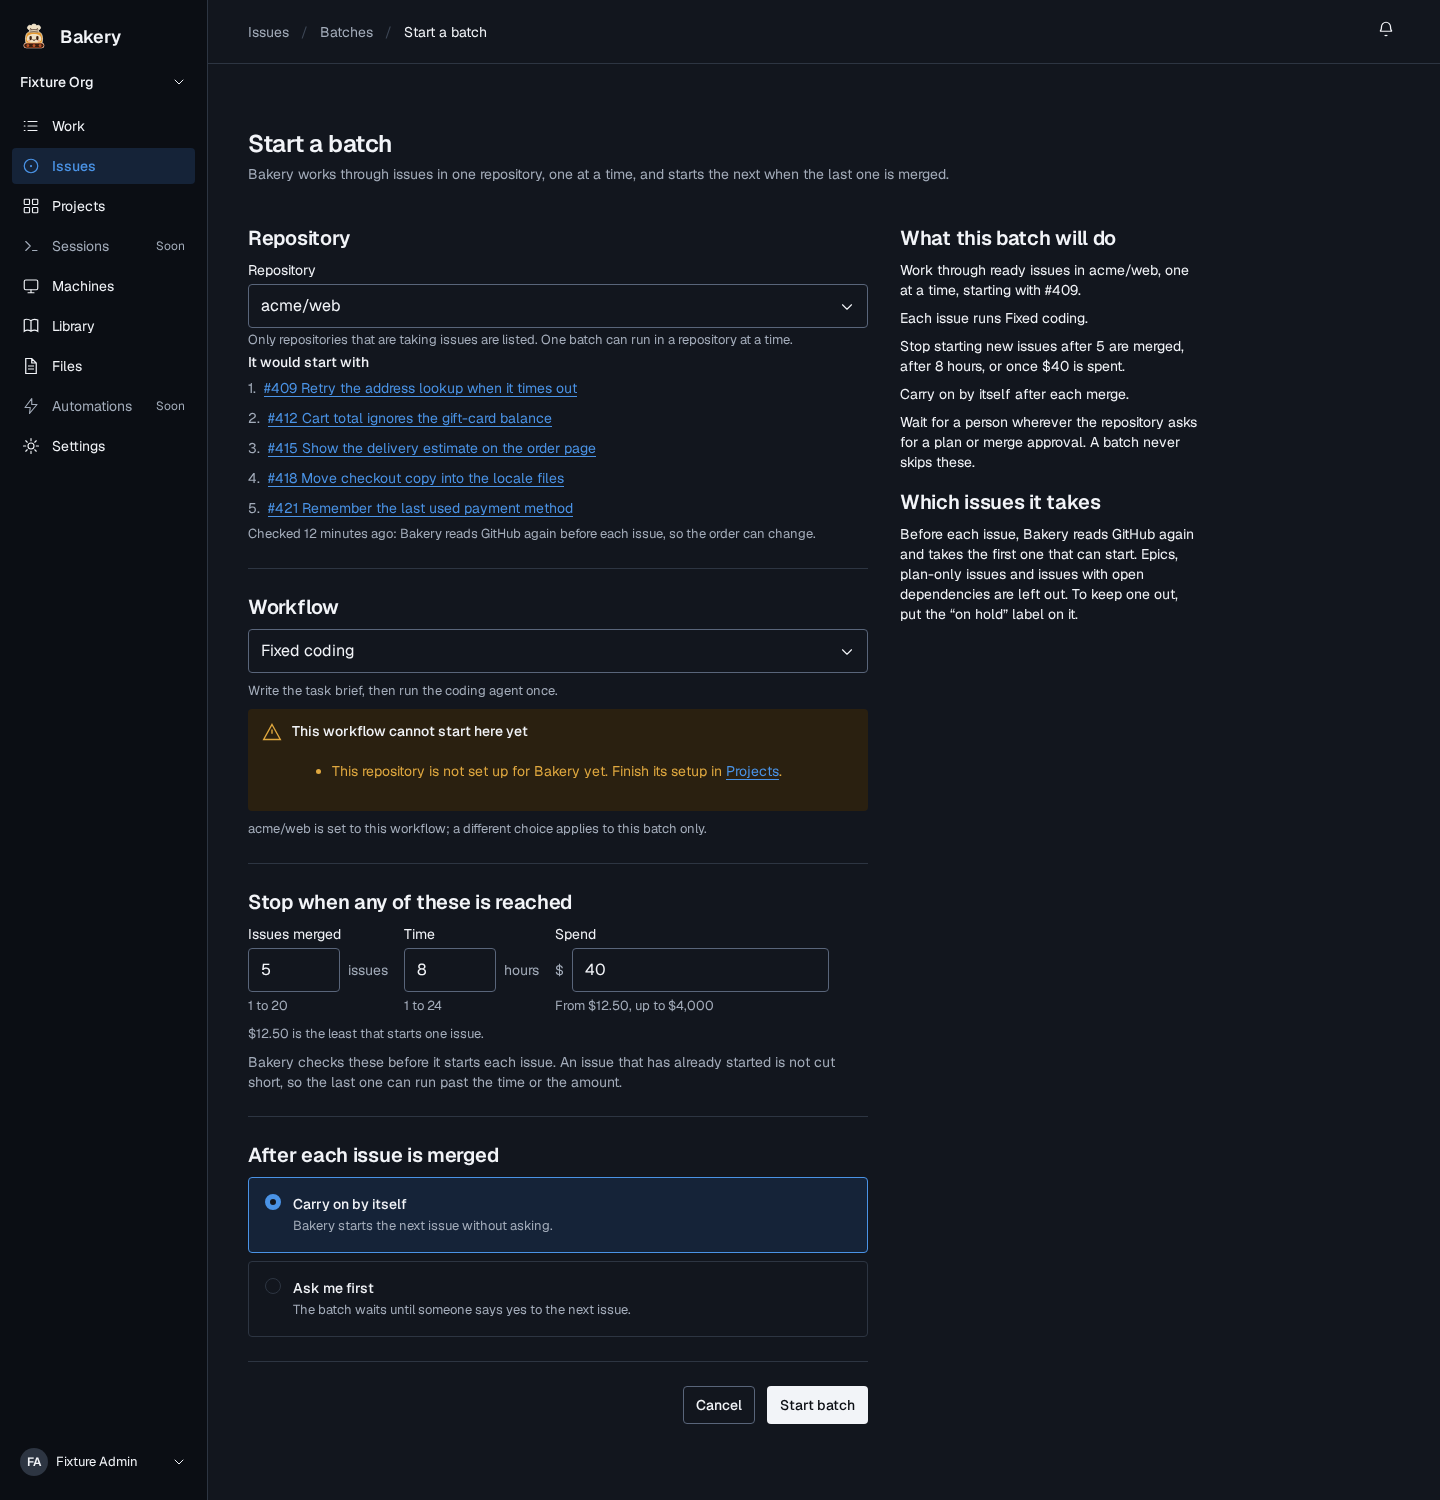 Bakery
Fixture Org
Work
Issues
Projects
Sessions Soon
Machines
Library
Files
Automations Soon
Settings
FA Fixture Admin
Issues / Batches / Start a batch
Start a batch
Bakery works through issues in one repository, one at a time, and starts the next when the last one is merged.
Repository
Repository
acme/web
Only repositories that are taking issues are listed. One batch can run in a repository at a time.
It would start with
1. #409 Retry the address lookup when it times out
2. #412 Cart total ignores the gift-card balance
3. #415 Show the delivery estimate on the order page
4. #418 Move checkout copy into the locale files
5. #421 Remember the last used payment method
Checked 12 minutes ago: Bakery reads GitHub again before each issue, so the order can change.
Workflow
Fixed coding
Write the task brief, then run the coding agent once.
This workflow cannot start here yet
• This repository is not set up for Bakery yet. Finish its setup in Projects.
acme/web is set to this workflow; a different choice applies to this batch only.
Stop when any of these is reached
Issues merged Time Spend
5 issues 8 hours $ 40
1 to 20 1 to 24 From $12.50, up to $4,000
$12.50 is the least that starts one issue.
Bakery checks these before it starts each issue. An issue that has already started is not cut
short, so the last one can run past the time or the amount.
After each issue is merged
Carry on by itself
Bakery starts the next issue without asking.
Ask me first
The batch waits until someone says yes to the next issue.
Cancel Start batch
What this batch will do
Work through ready issues in acme/web, one
at a time, starting with #409.
Each issue runs Fixed coding.
Stop starting new issues after 5 are merged,
after 8 hours, or once $40 is spent.
Carry on by itself after each merge.
Wait for a person wherever the repository asks
for a plan or merge approval. A batch never
skips these.
Which issues it takes
Before each issue, Bakery reads GitHub again
and takes the first one that can start. Epics,
plan-only issues and issues with open
dependencies are left out. To keep one out,
put the “on hold” label on it.